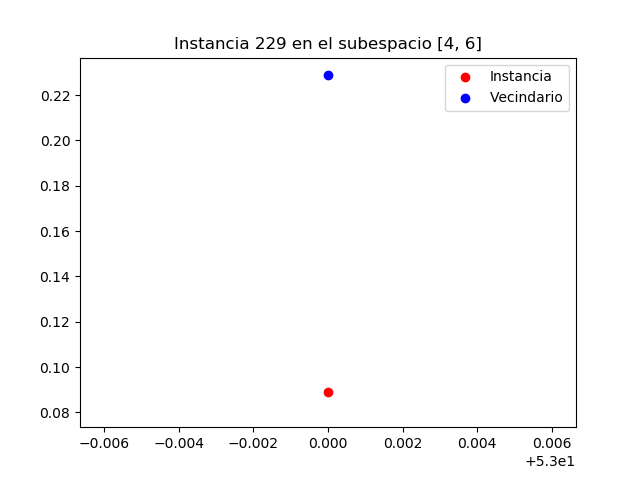 Instancia 229 en el subespacio [4, 6]
Instancia
Vecindario
0.22
0.20
0.18
0.16
0.14
0.12
0.10
0.08
−0.006 −0.004 −0.002 0.000 0.002 0.004 0.006
+5.3e1